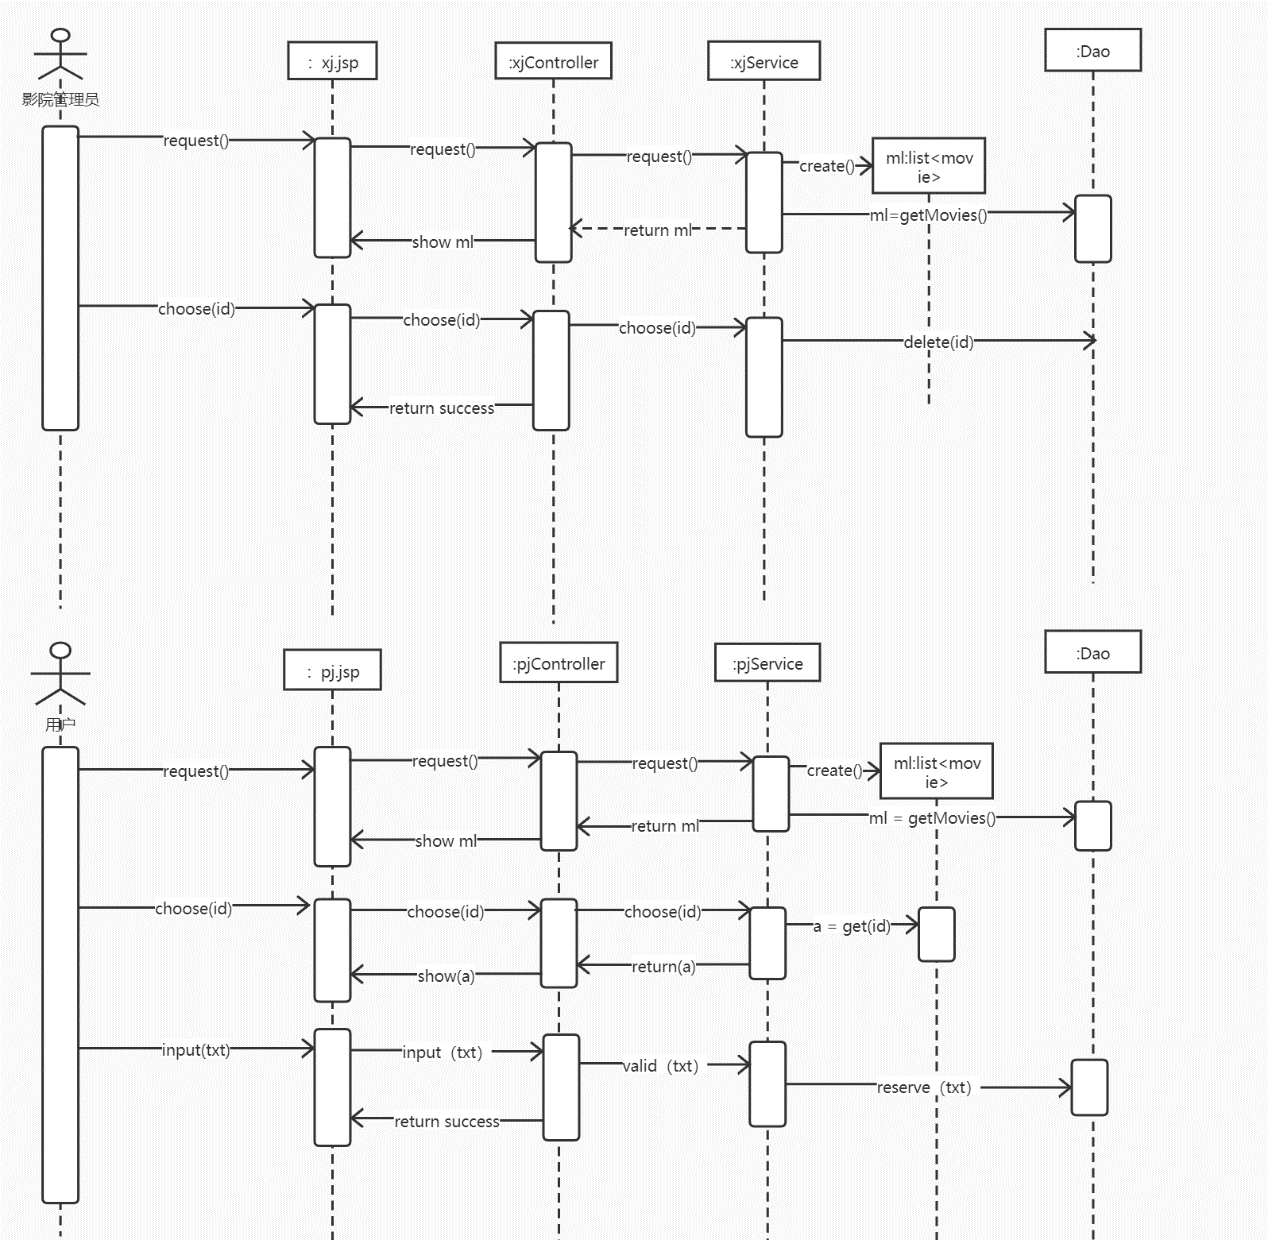 : xj.jsp
:xjController
:xjService
:Dao
影院管理员
request()
request()
request()
create()
ml:list<mov
ie>
ml=getMovies()
return ml
show ml
choose(id)
choose(id)
choose(id)
delete(id)
return success
: pj.jsp
:pjController
:pjService
:Dao
用户
request()
request()
request()
create()
ml:list<mov
ie>
ml = getMovies()
return ml
show ml
choose(id)
choose(id)
choose(id)
a = get(id)
return(a)
show(a)
input(txt)
input（txt）
valid（txt）
reserve（txt）
return success